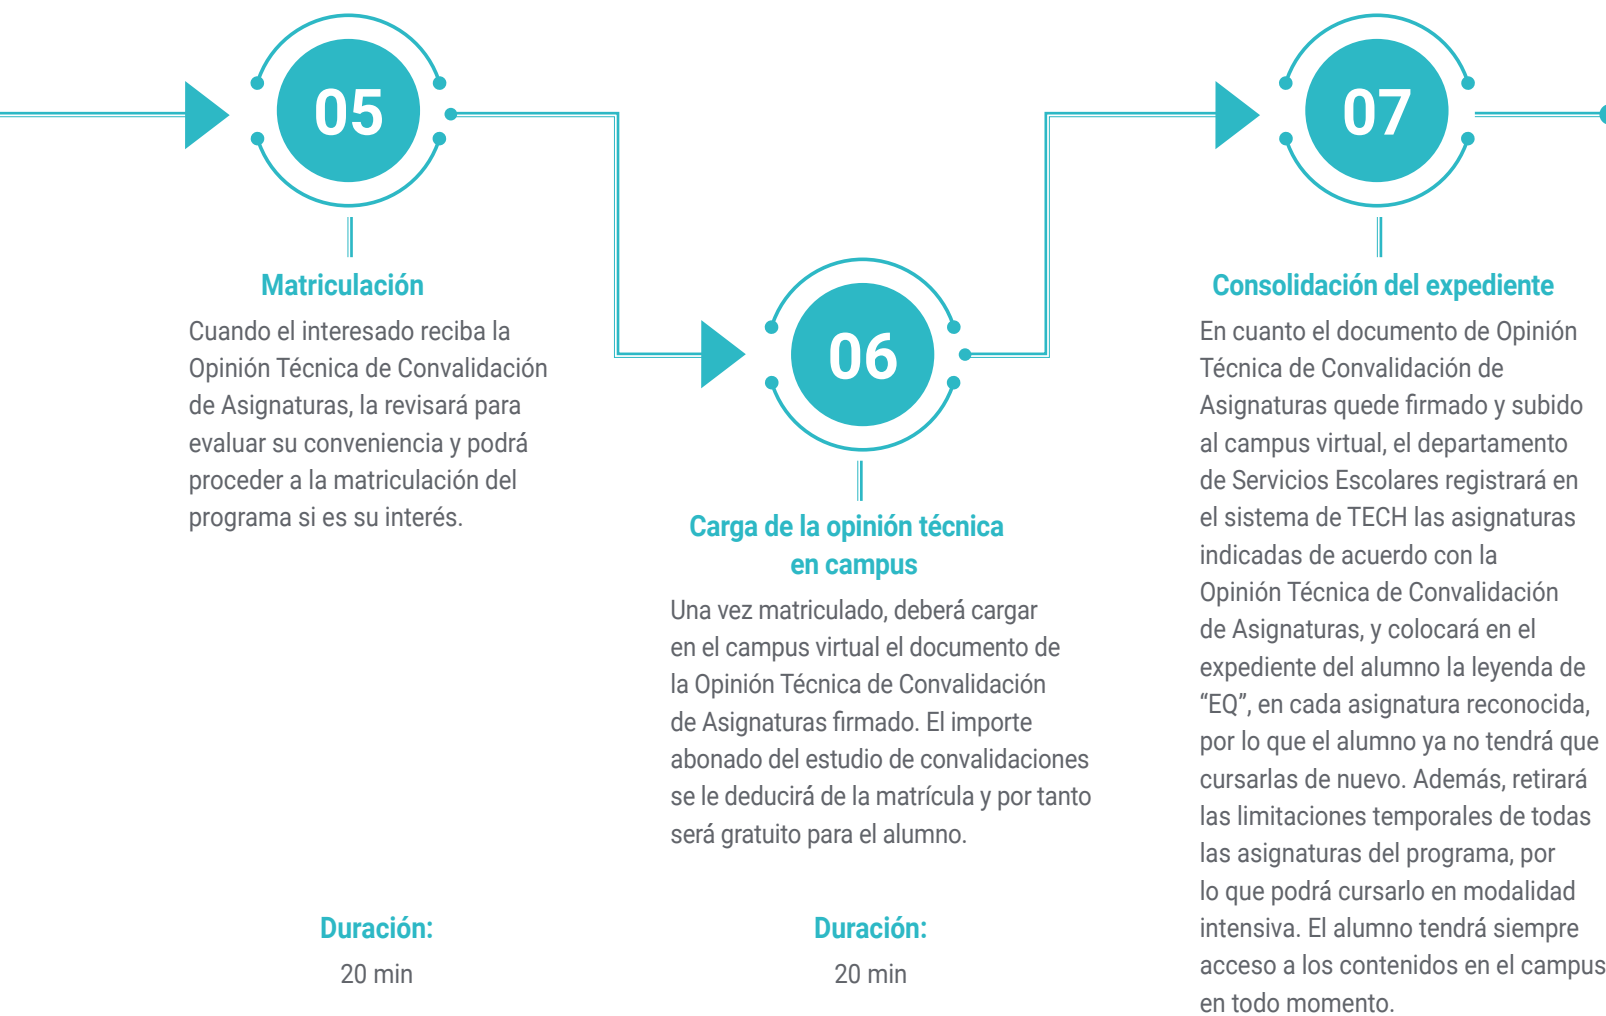 05
Matriculación
Cuando el interesado reciba la
Opinión Técnica de Convalidación
de Asignaturas, la revisará para
evaluar su conveniencia y podrá
proceder a la matriculación del
programa si es su interés.
Duración:
20 min
06
Carga de la opinión técnica
en campus
Una vez matriculado, deberá cargar
en el campus virtual el documento de
la Opinión Técnica de Convalidación
de Asignaturas firmado. El importe
abonado del estudio de convalidaciones
se le deducirá de la matrícula y por tanto
será gratuito para el alumno.
Duración:
20 min
07
Consolidación del expediente
En cuanto el documento de Opinión
Técnica de Convalidación de
Asignaturas quede firmado y subido
al campus virtual, el departamento
de Servicios Escolares registrará en
el sistema de TECH las asignaturas
indicadas de acuerdo con la
Opinión Técnica de Convalidación
de Asignaturas, y colocará en el
expediente del alumno la leyenda de
“EQ”, en cada asignatura reconocida,
por lo que el alumno ya no tendrá que
cursarlas de nuevo. Además, retirará
las limitaciones temporales de todas
las asignaturas del programa, por
lo que podrá cursarlo en modalidad
intensiva. El alumno tendrá siempre
acceso a los contenidos en el campus
en todo momento.